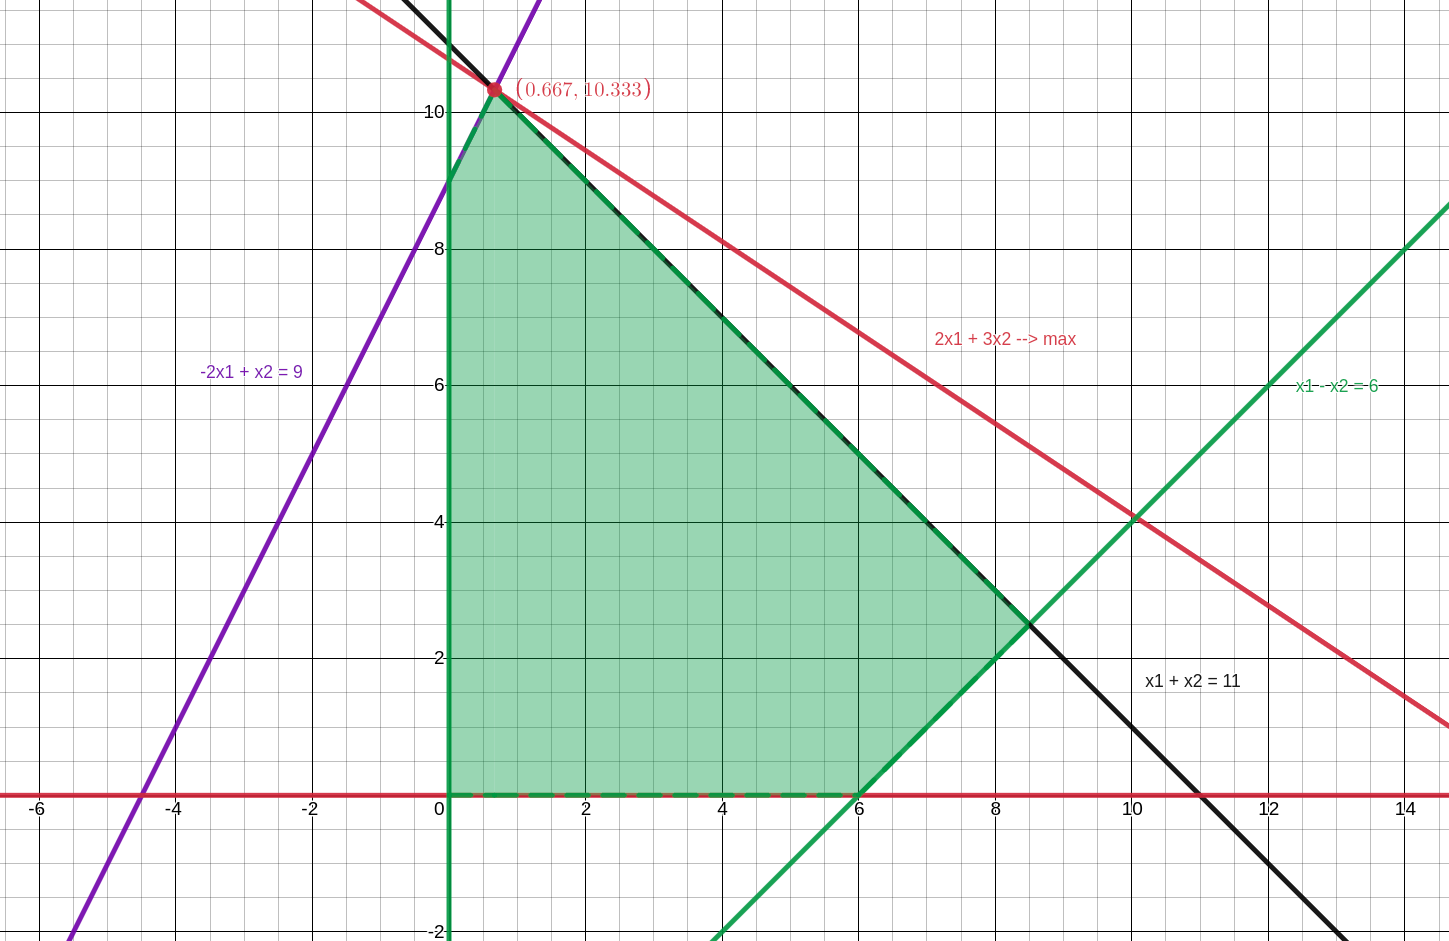 (0.667, 10.333)
10
8
2x1 + 3x2 --> max
-2x1 + x2 = 9
6
x1 - x2 = 6
4
2
x1 + x2 = 11
-6 -4 -2 0 2 4 6 8 10 12 14
-2